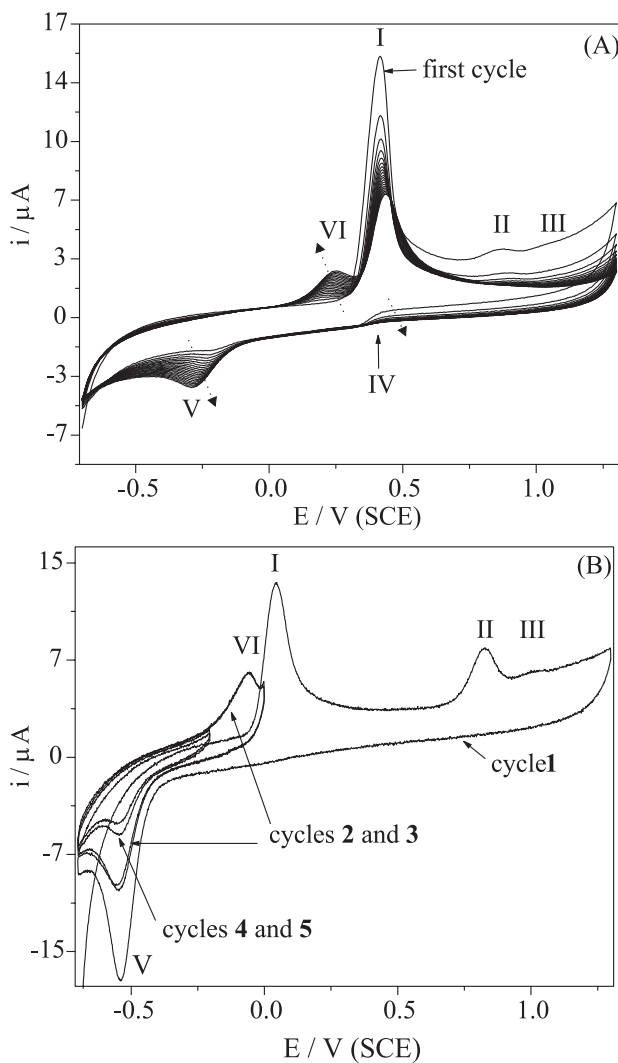 (A)
17
14
10
7
3
0
-3
-7
i / μA
I
first cycle
VI
II
III
IV
V
-0.5
0.0
0.5
1.0
E / V (SCE)
(B)
15
7
0
-7
-15
i / μA
I
VI
II
III
cycle1
cycles 2 and 3
cycles 4 and 5
V
-0.5
0.0
0.5
1.0
E / V (SCE)